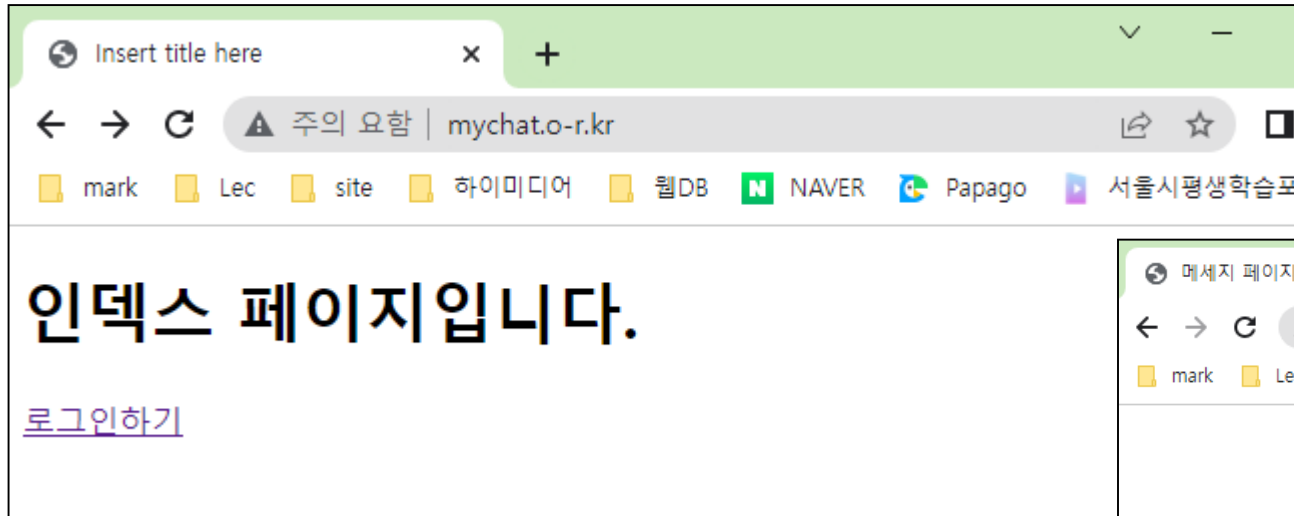 Insert title here
주의 요함 mychat.o-r.kr
mark Lec site 하이미디어 웹DB N NAVER Papago 서울시평생학습포
인덱스 페이지입니다.
로그인하기
메세지 페이지
mark Le